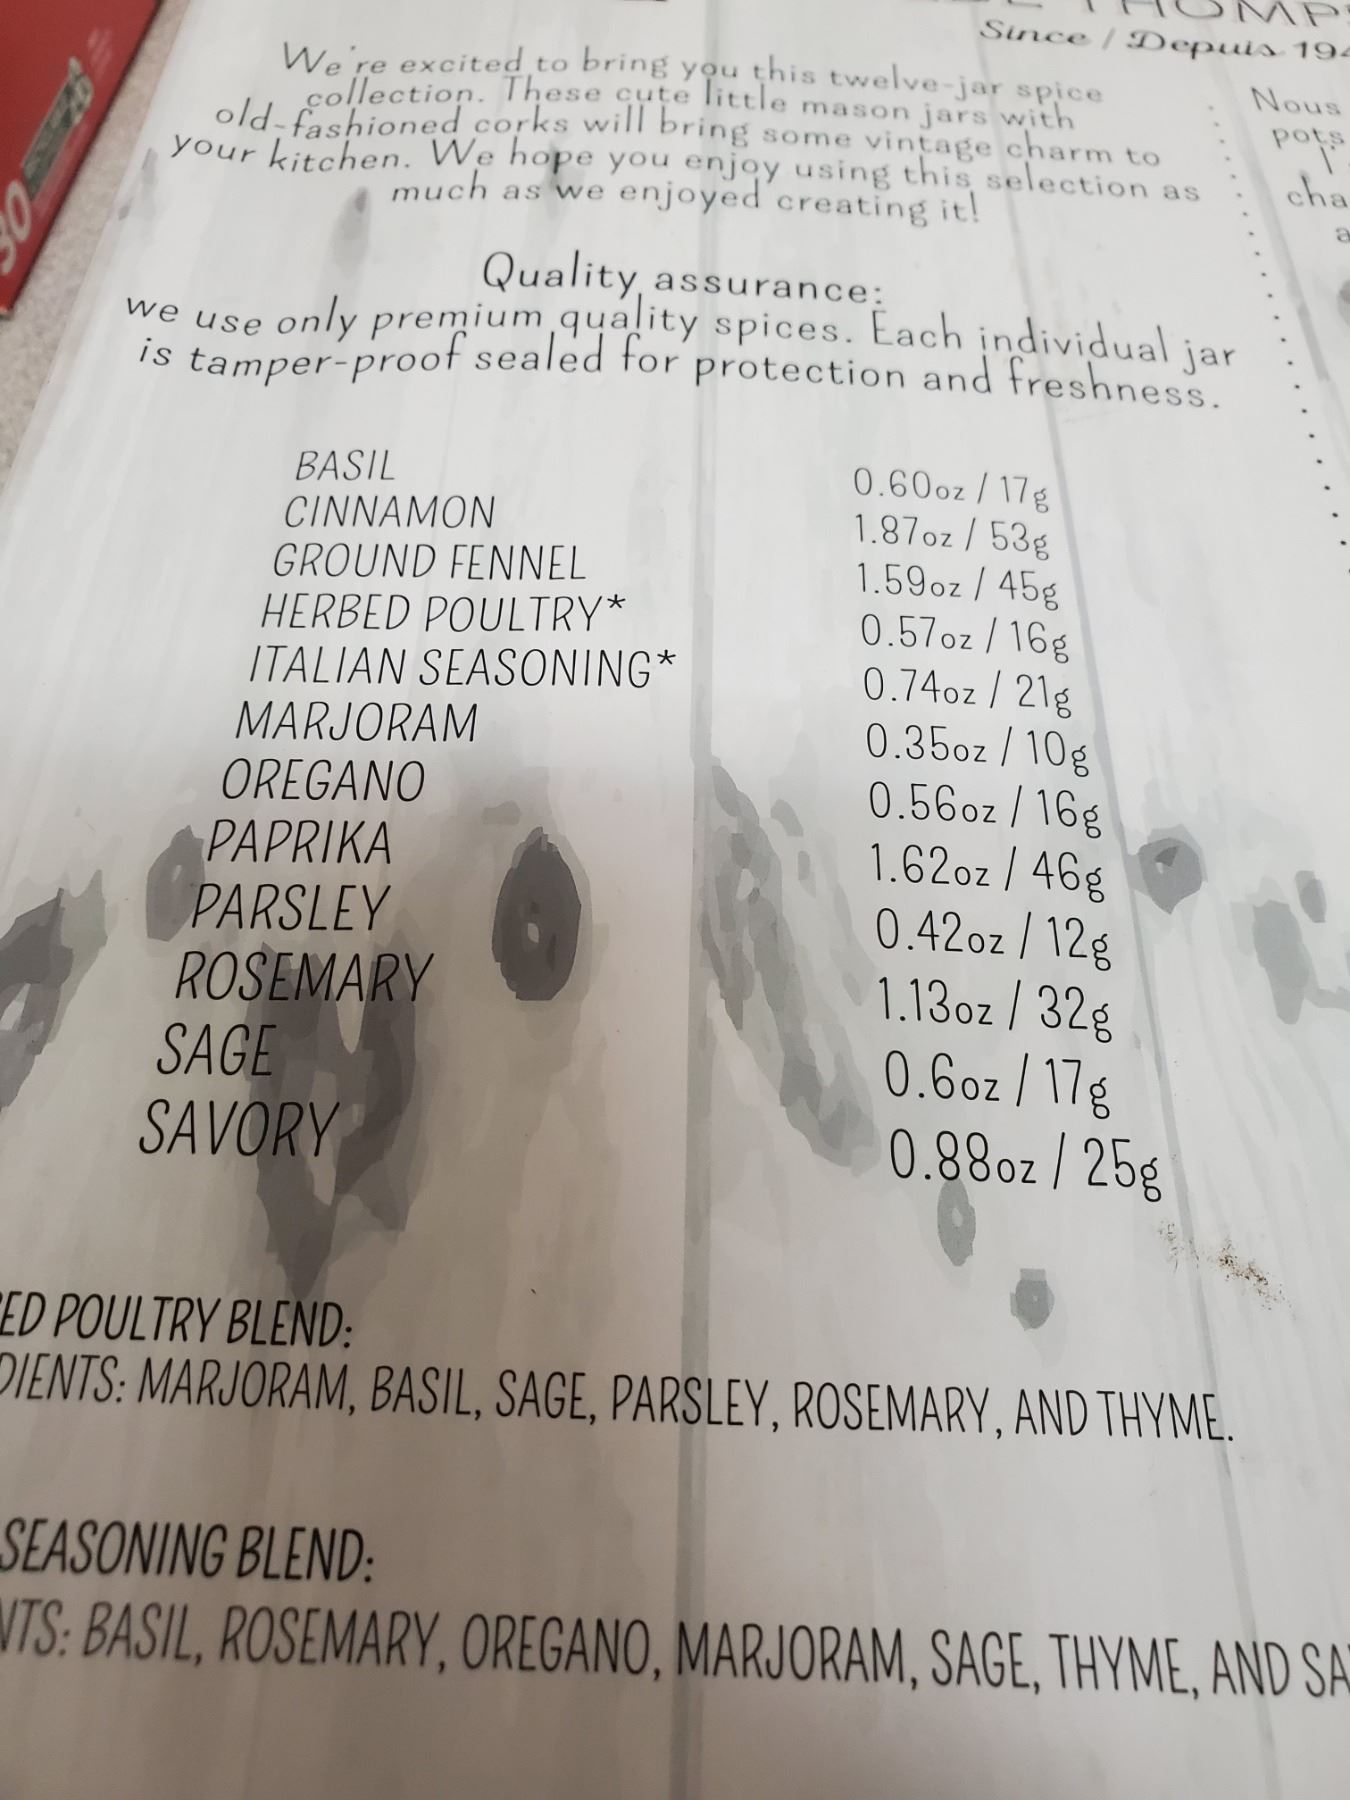 Since / Depuis 194
We're excited to bring you this twelve-jar spice
collection. These cute little mason jars with
old-fashioned corks will bring some vintage charm to
your kitchen. We hope you enjoy using this selection as
much as we enjoyed creating it!
Nous
pots
l'
cha
a
30
Quality assurance:
we use only premium quality spices. Each individual jar
is tamper-proof sealed for protection and freshness.
BASIL 0.60oz / 17g
CINNAMON 1.87oz / 53g
GROUND FENNEL 1.59oz / 45g
HERBED POULTRY* 0.57oz / 16g
ITALIAN SEASONING* 0.74oz / 21g
MARJORAM 0.35oz / 10g
OREGANO 0.56oz / 16g
PAPRIKA 1.62oz / 46g
PARSLEY 0.42oz / 12g
ROSEMARY 1.13oz / 32g
SAGE 0.6oz / 17g
SAVORY 0.88oz / 25g
ED POULTRY BLEND:
DIENTS: MARJORAM, BASIL, SAGE, PARSLEY, ROSEMARY, AND THYME.
SEASONING BLEND:
NTS: BASIL, ROSEMARY, OREGANO, MARJORAM, SAGE, THYME, AND SA